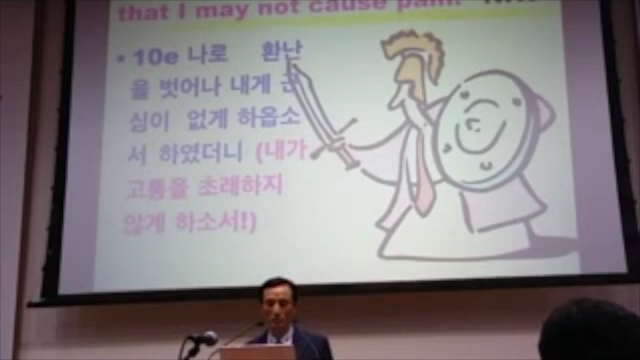 that I may not cause pain!
• 10e 나로 환난
을 벗어나 내게 근
심이 없게 하옵소
서 하였더니 (내가
고통을 초래하지
않게 하소서!)